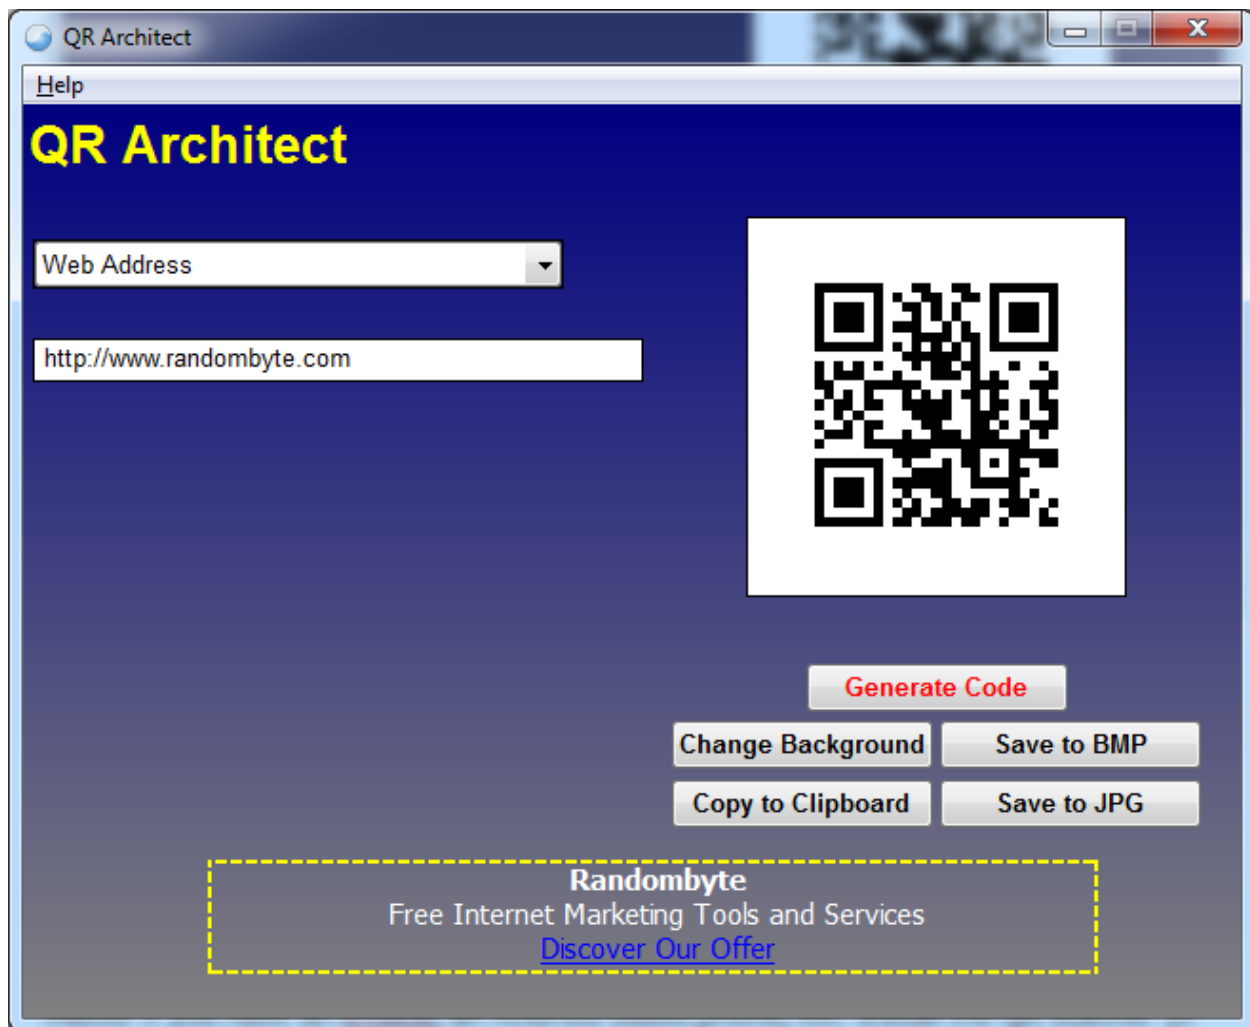 QR Architect
Help
QR Architect
Web Address
http://www.randombyte.com
Generate Code
Change Background
Save to BMP
Copy to Clipboard
Save to JPG
Randombyte
Free Internet Marketing Tools and Services
Discover Our Offer